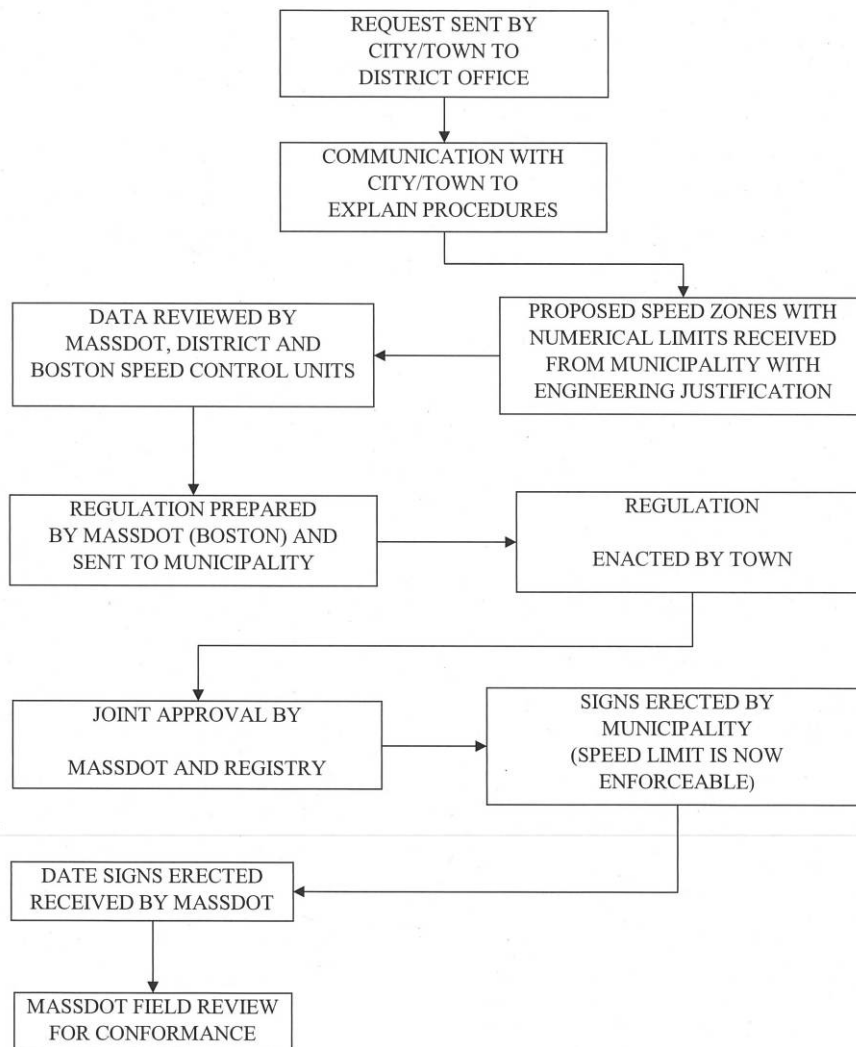 REQUEST SENT BY
CITY/TOWN TO
DISTRICT OFFICE
COMMUNICATION WITH
CITY/TOWN TO
EXPLAIN PROCEDURES
PROPOSED SPEED ZONES WITH
NUMERICAL LIMITS RECEIVED
FROM MUNICIPALITY WITH
ENGINEERING JUSTIFICATION
DATA REVIEWED BY
MASSDOT, DISTRICT AND
BOSTON SPEED CONTROL UNITS
REGULATION PREPARED
BY MASSDOT (BOSTON) AND
SENT TO MUNICIPALITY
REGULATION
ENACTED BY TOWN
JOINT APPROVAL BY
MASSDOT AND REGISTRY
SIGNS ERECTED BY
MUNICIPALITY
(SPEED LIMIT IS NOW
ENFORCEABLE)
DATE SIGNS ERECTED
RECEIVED BY MASSDOT
MASSDOT FIELD REVIEW
FOR CONFORMANCE